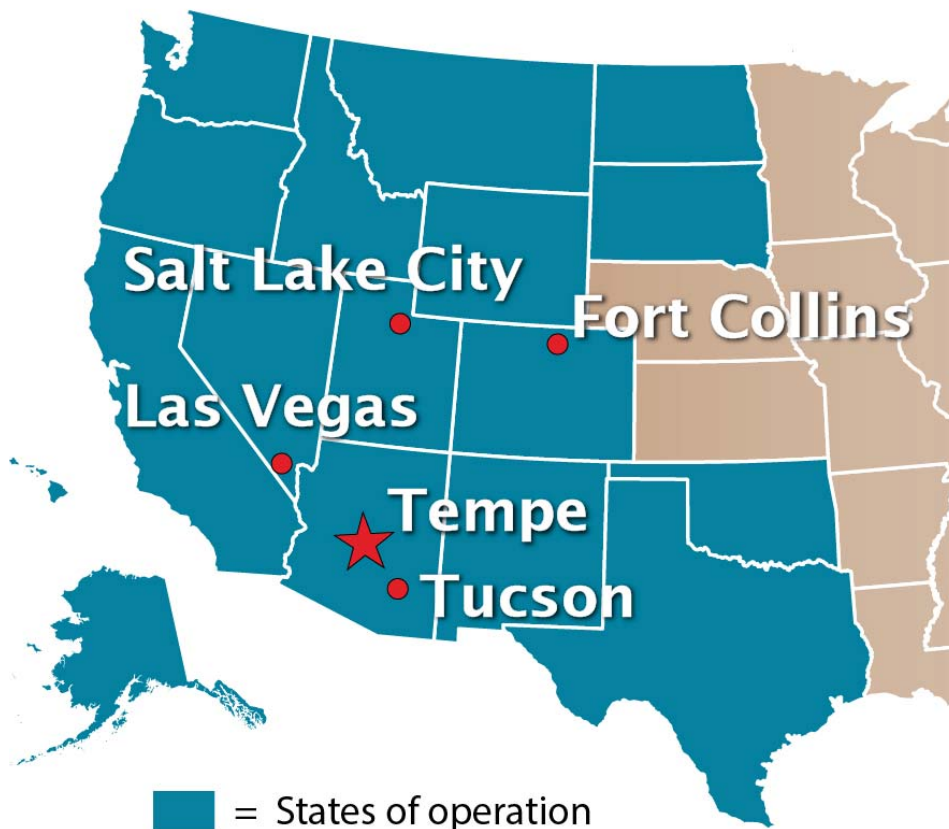 Salt Lake City
Fort Collins
Las Vegas
Tempe
Tucson
= States of operation